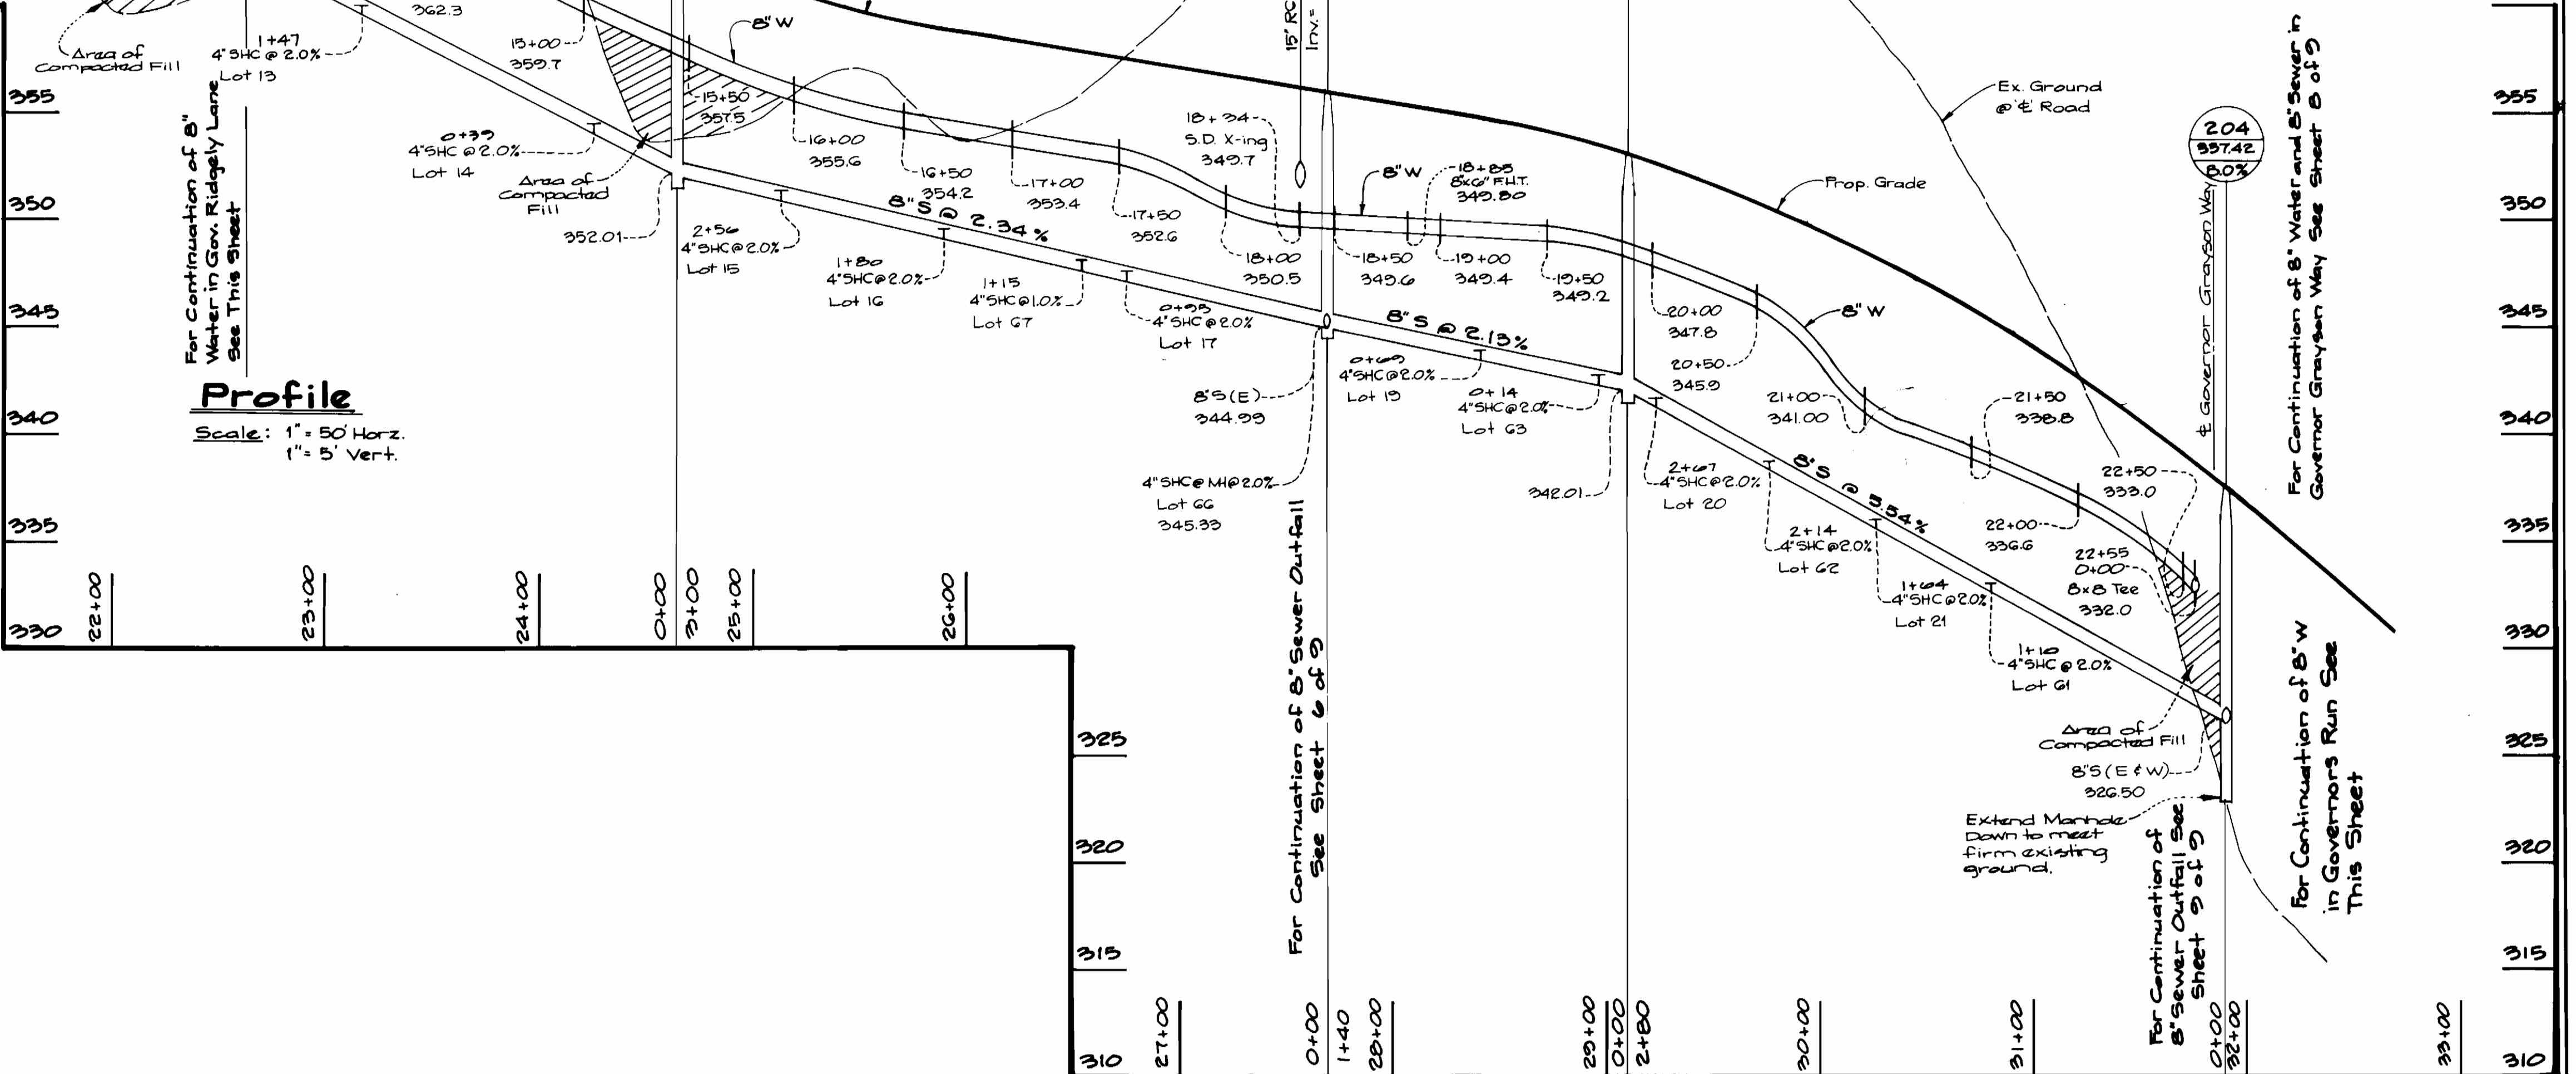 362.3
Area of
Compacted Fill
1+47
4"SHC @ 2.0%
Lot 13
15+00
359.7
8"W
15' RC
Inv.=
355
350
345
340
335
330
For Continuation of 8"
Water in Gov. Ridgely Lane
See This Sheet
0+39
4"SHC @ 2.0%
Lot 14
Area of
Compacted
Fill
352.01
15+50
357.5
16+00
355.6
16+50
354.2
17+00
353.4
17+50
352.6
18+34
S.D. X-ing
349.7
18+00
350.5
8"W
18+85
8x6" F.H.T.
349.80
18+50
349.6
19+00
349.4
19+50
349.2
Prop. Grade
Ex. Ground
@ ℄ Road
204
337.42
8.0%
℄ Governor Grayson Way
For Continuation of 8" Water and 8" Sewer in
Governor Grayson Way See Sheet 8 of 9
8"S @ 2.34%
2+56
4"SHC@2.0%
Lot 15
1+80
4"SHC@2.0%
Lot 16
1+15
4"SHC@1.0%
Lot 67
0+95
4"SHC@2.0%
Lot 17
8"S @ 2.13%
8"S(E)
344.99
0+69
4"SHC@2.0%
Lot 19
0+14
4"SHC@2.0%
Lot 63
4"SHC@MH@2.0%
Lot 66
345.33
342.01
20+00
347.8
20+50
345.9
8"W
21+00
341.00
21+50
338.8
22+00
336.6
22+50
333.0
22+55
0+00
8x8 Tee
332.0
2+67
4"SHC@2.0%
Lot 20
8"S @ 5.54%
2+14
4"SHC@2.0%
Lot 62
1+64
4"SHC@2.0%
Lot 21
1+10
4"SHC@2.0%
Lot 61
Area of
Compacted Fill
8"S(E & W)
326.50
Extend Manhole
Down to meet
firm existing
ground.
Profile
Scale: 1" = 50' Horz.
1" = 5' Vert.
22+00
23+00
24+00
0+00
3+00
25+00
26+00
For Continuation of 8" Sewer Outfall
See Sheet 6 of 9
For Continuation of
8" Sewer Outfall See
Sheet 9 of 9
For Continuation of 8"W
in Governors Run See
This Sheet
325
320
315
310
27+00
0+00
1+40
28+00
29+00
0+00
2+80
30+00
31+00
0+00
32+00
33+00
355
350
345
340
335
330
325
320
315
310